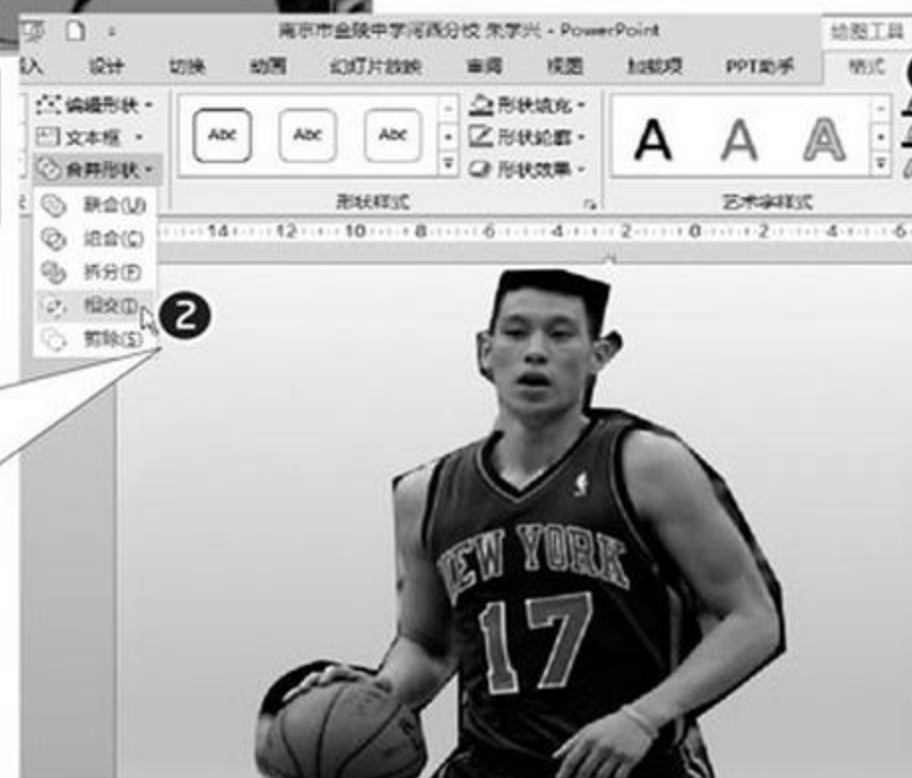 南京市金陵中学河西分校 朱学兴 - PowerPoint
绘图工具
入 设计 切换 动画 幻灯片放映 审阅 视图 加载项 PPT助手 格式
编辑形状
文本框
合并形状
Abc Abc Abc
形状填充
形状轮廓
形状效果
A A A
形状样式 艺术字样式
联合(U)
组合(C)
拆分(F)
相交(I)
剪除(S)
14 12 10 8 6 4 2 0 2 4 6
2
NEW YORK
17